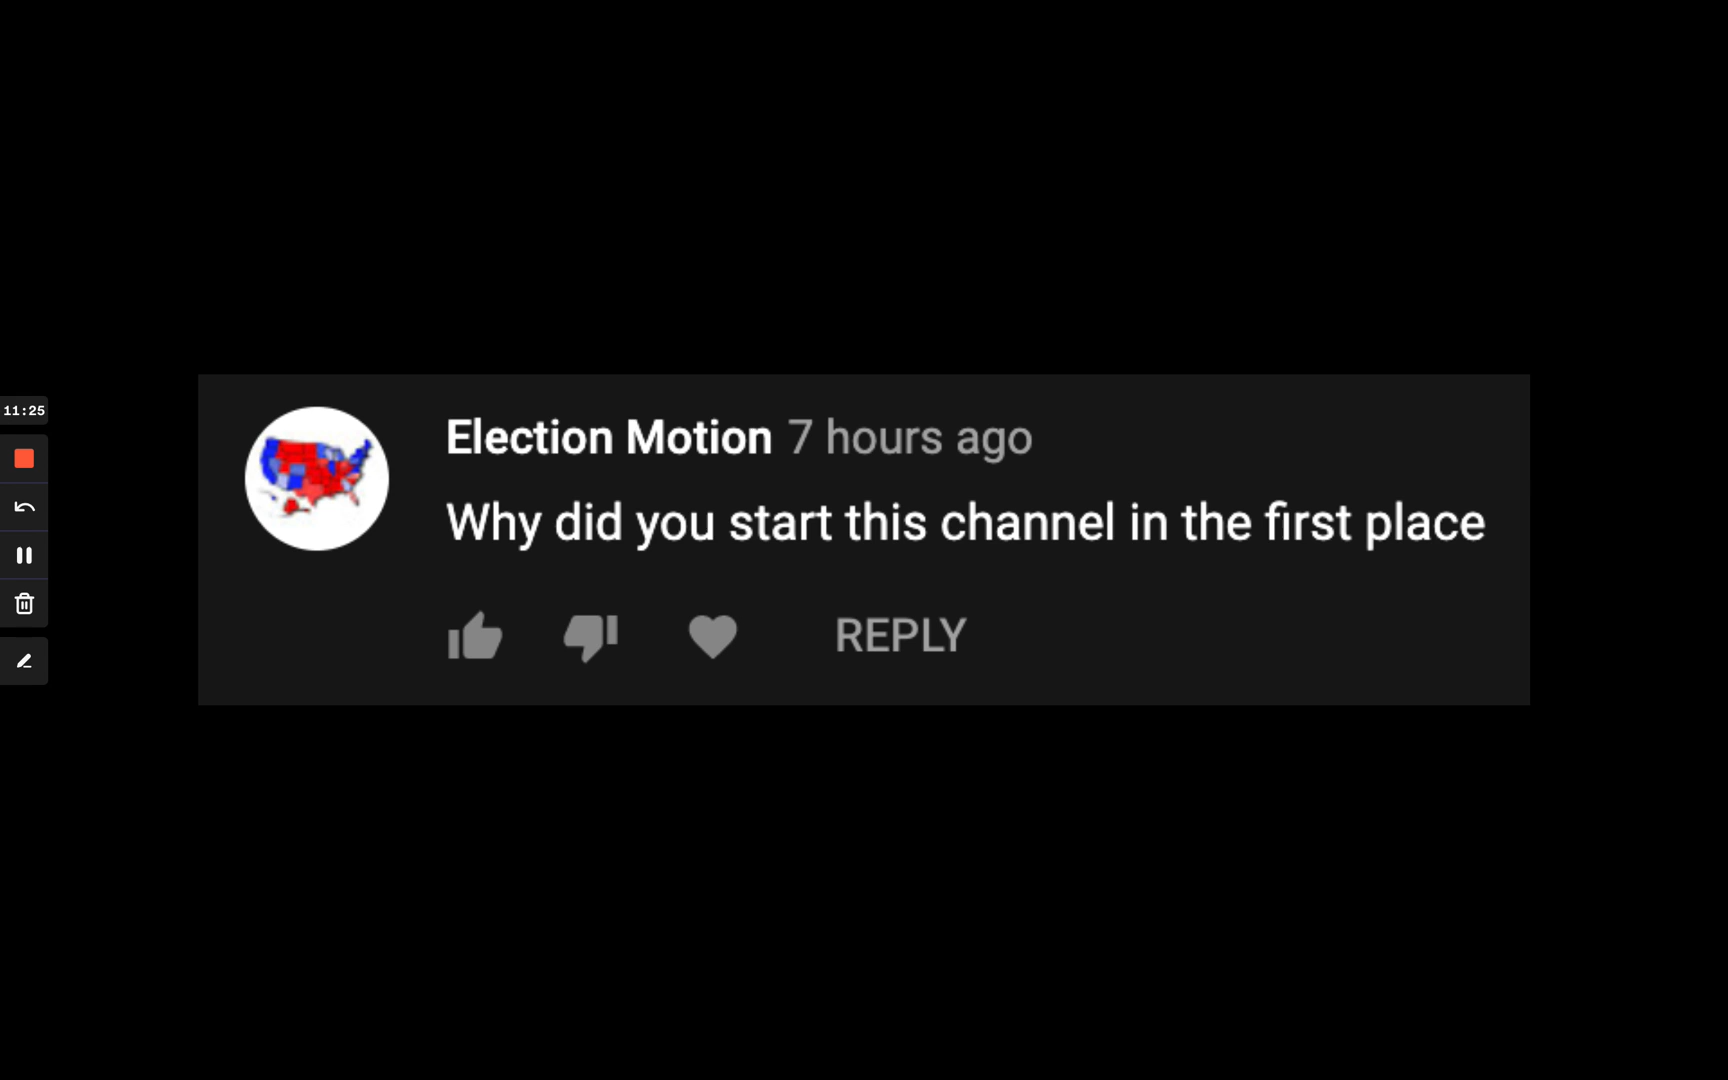 11:25
Election Motion 7 hours ago
Why did you start this channel in the first place
REPLY